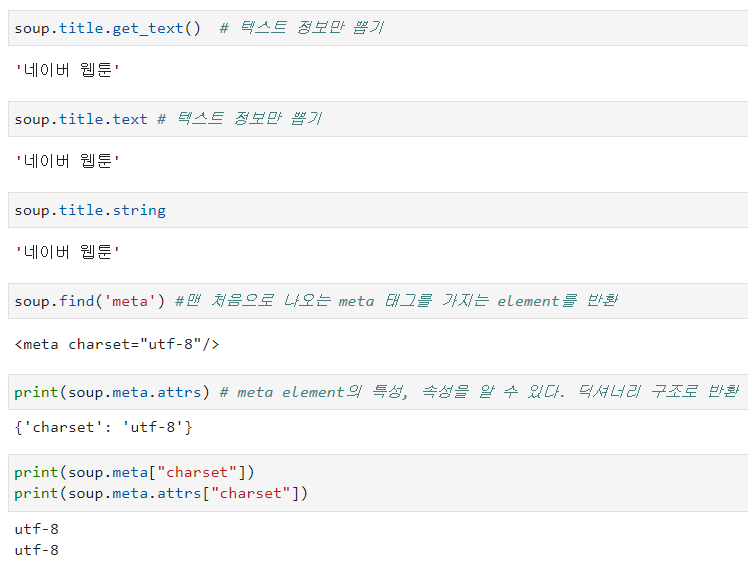 soup.title.get_text()  # 텍스트 정보만 뽑기
'네이버 웹툰'
soup.title.text # 텍스트 정보만 뽑기
'네이버 웹툰'
soup.title.string
'네이버 웹툰'
soup.find('meta') #맨 처음으로 나오는 meta 태그를 가지는 element를 반환
<meta charset="utf-8"/>
print(soup.meta.attrs) # meta element의 특성, 속성을 알 수 있다. 딕셔너리 구조로 반환
{'charset': 'utf-8'}
print(soup.meta["charset"])
print(soup.meta.attrs["charset"])
utf-8
utf-8